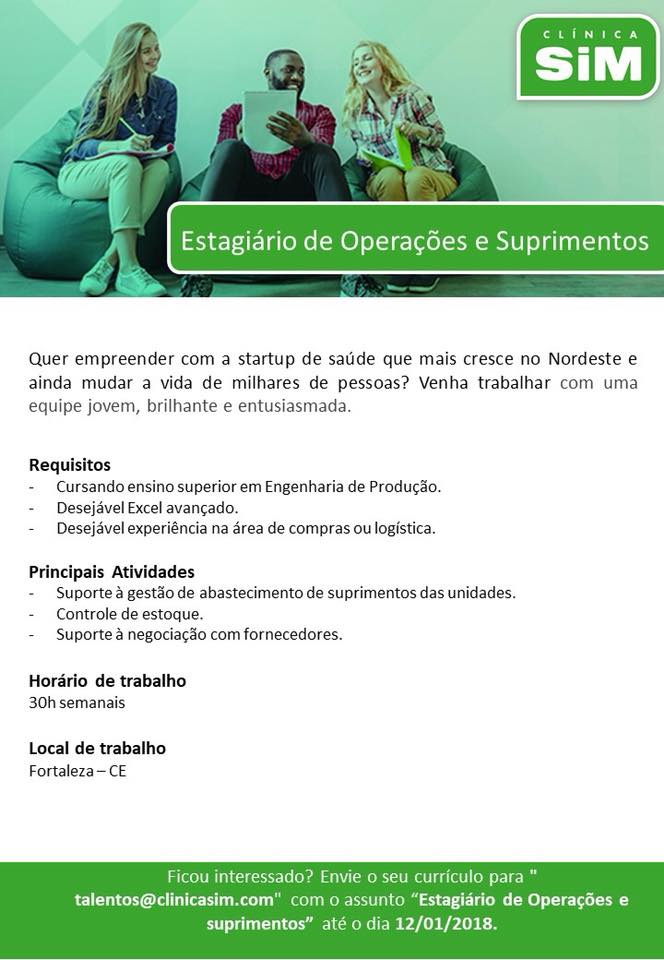 CLÍNICA
SiM
Estagiário de Operações e Suprimentos
Quer empreender com a startup de saúde que mais cresce no Nordeste e
ainda mudar a vida de milhares de pessoas? Venha trabalhar com uma
equipe jovem, brilhante e entusiasmada.
Requisitos
- Cursando ensino superior em Engenharia de Produção.
- Desejável Excel avançado.
- Desejável experiência na área de compras ou logística.
Principais Atividades
- Suporte à gestão de abastecimento de suprimentos das unidades.
- Controle de estoque.
- Suporte à negociação com fornecedores.
Horário de trabalho
30h semanais
Local de trabalho
Fortaleza – CE
Ficou interessado? Envie o seu currículo para "
talentos@clinicasim.com" com o assunto “Estagiário de Operações e
suprimentos” até o dia 12/01/2018.